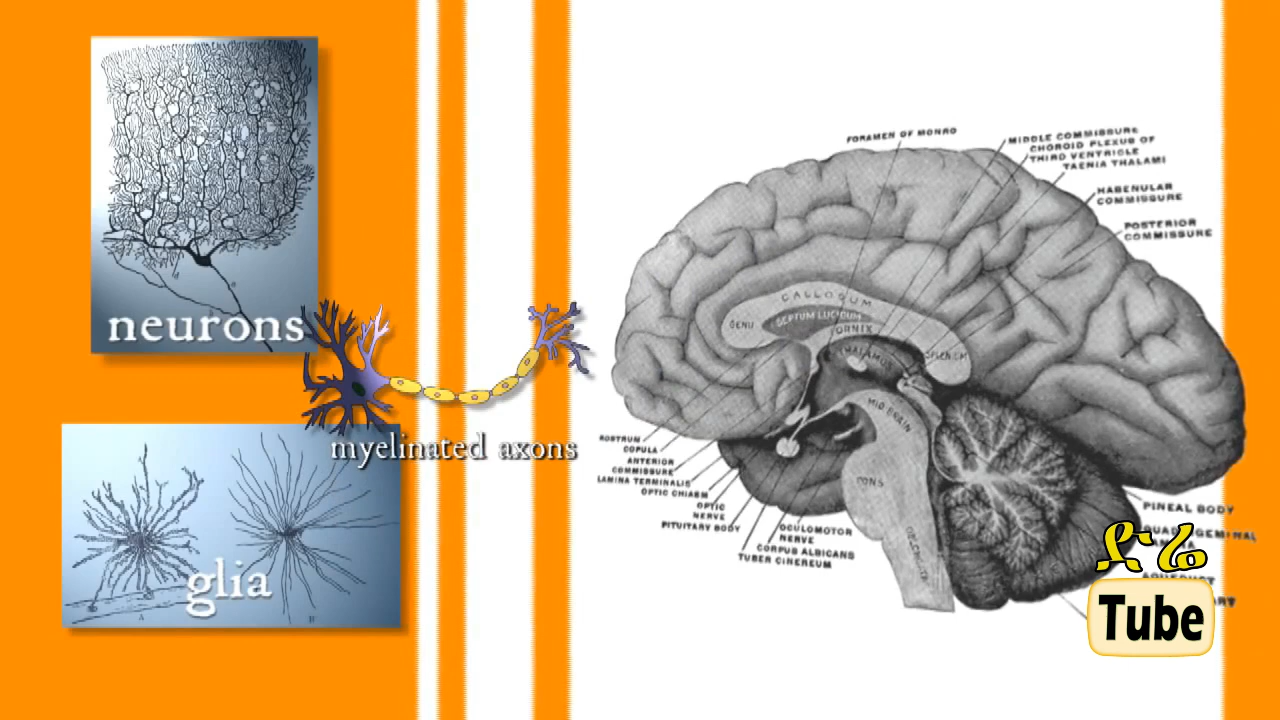 neurons
myelinated axons
glia
FORAMEN OF MONRO
MIDDLE COMMISSURE
CHOROID PLEXUS OF
THIRD VENTRICLE
TAENIA THALAMI
HABENULAR
COMMISSURE
POSTERIOR
COMMISSURE
CALLOSUM
GENU
SEPTUM LUCIDUM
FORNIX
THALAMUS
SPLENIUM
MID BRAIN
PONS
ROSTRUM
COPULA
ANTERIOR
COMMISSURE
LAMINA TERMINALIS
OPTIC CHIASM
OPTIC
NERVE
PITUITARY BODY
OCULOMOTOR
NERVE
CORPUS ALBICANS
TUBER CINEREUM
PINEAL BODY
QUADRIGEMINAL
ድሬ
Tube